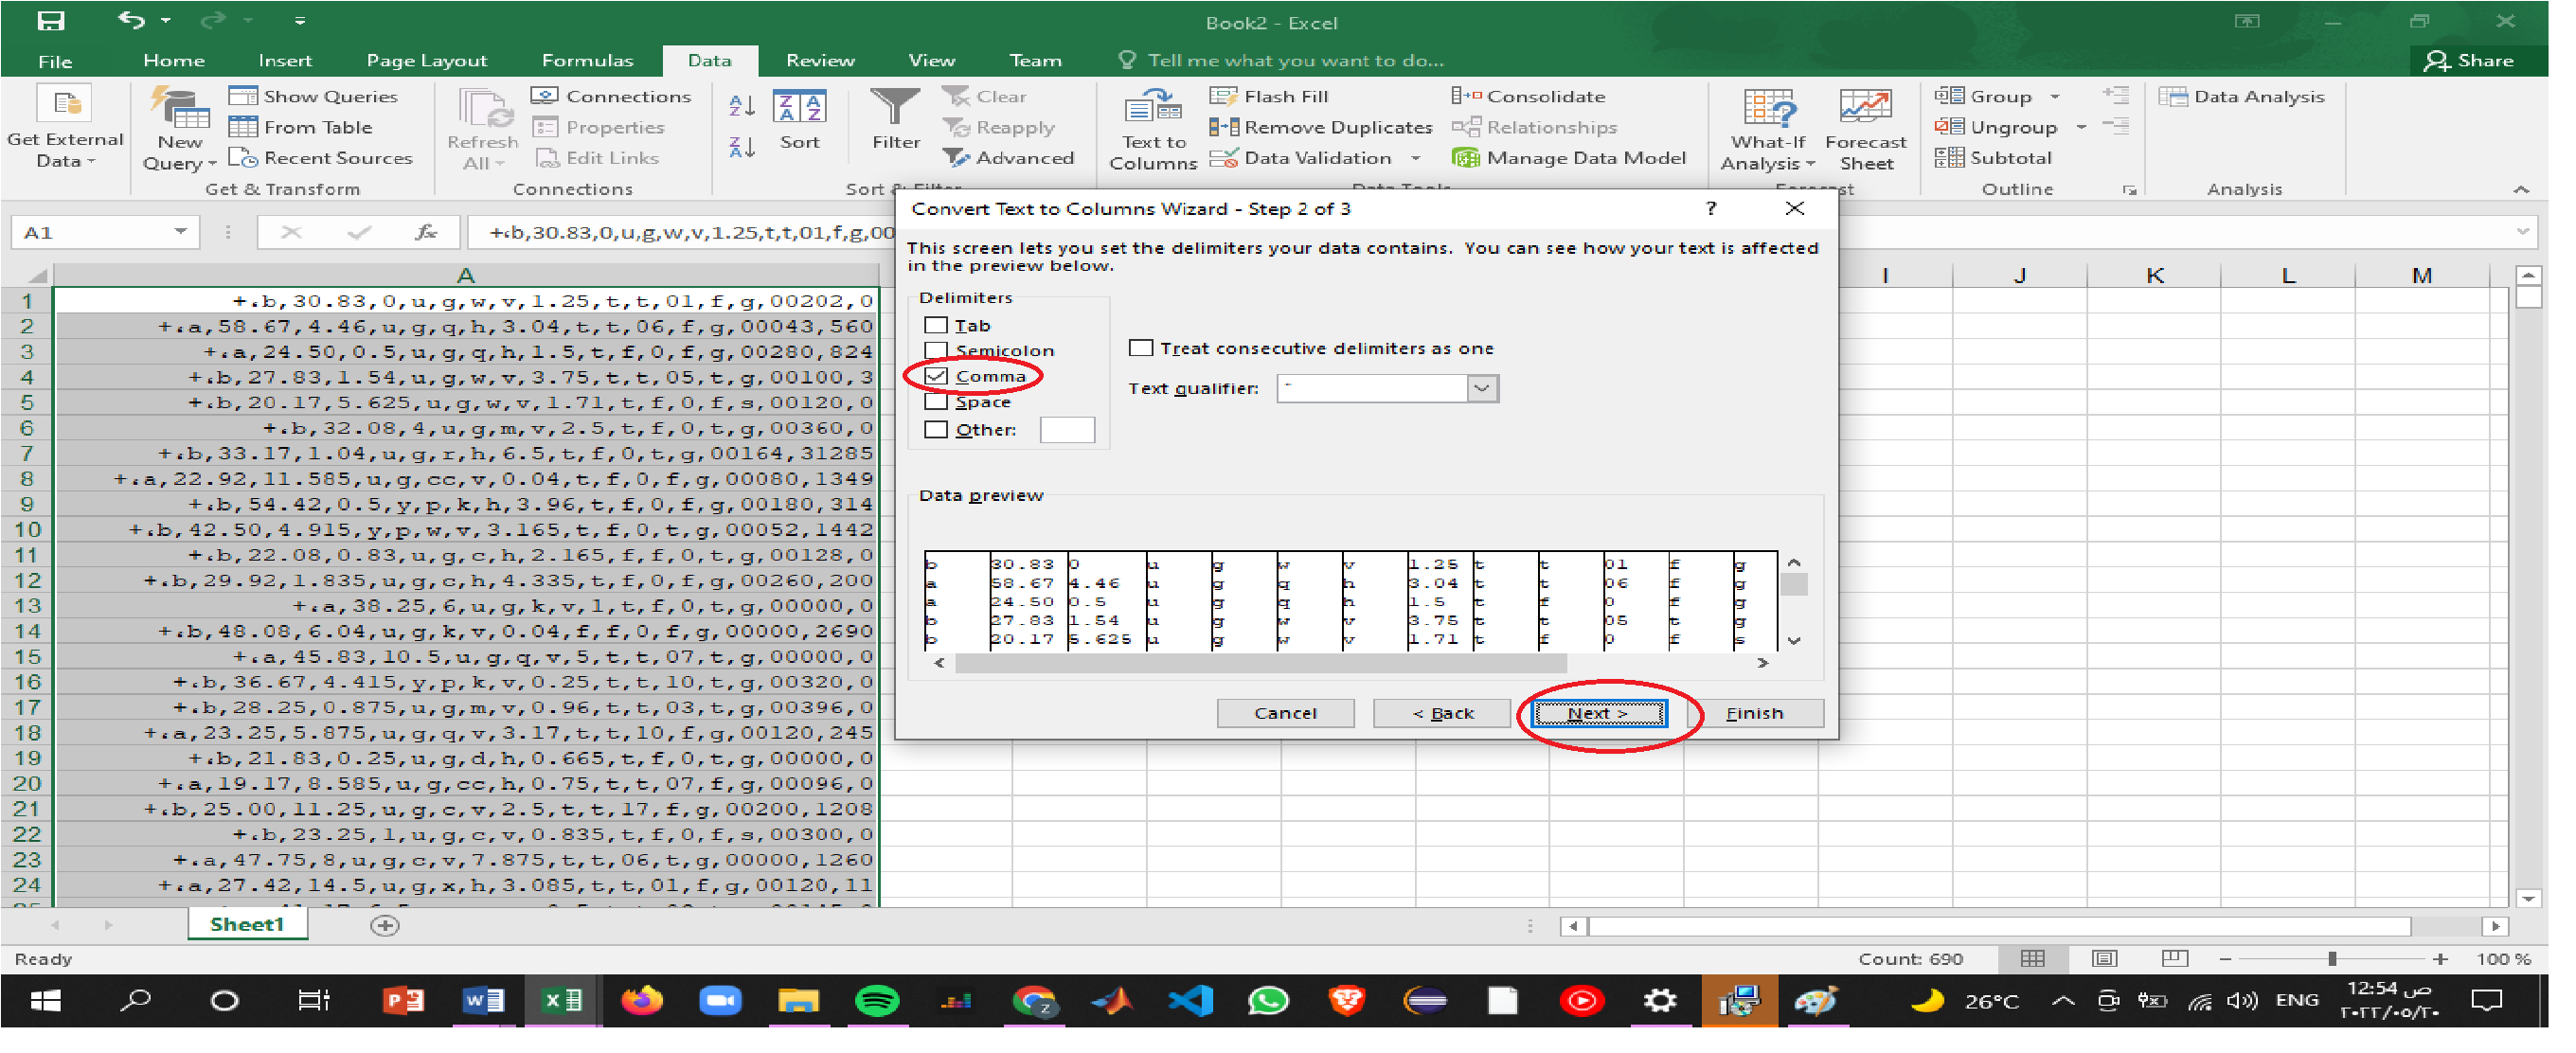 Book2 - Excel
File Home Insert Page Layout Formulas Data Review View Team Tell me what you want to do... Share
Get External Data
New Query
Show Queries
From Table
Recent Sources
Get & Transform
Refresh All
Connections
Properties
Edit Links
Connections
Sort
Filter
Clear
Reapply
Advanced
Text to Columns
Flash Fill
Remove Duplicates
Data Validation
Consolidate
Relationships
Manage Data Model
What-If Analysis
Forecast Sheet
Group
Ungroup
Subtotal
Outline
Data Analysis
Analysis
A1 fx +،b,30.83,0,u,g,w,v,1.25,t,t,01,f,g,00
A I J K L M
1 +،b,30.83,0,u,g,w,v,1.25,t,t,01,f,g,00202,0
2 +،a,58.67,4.46,u,g,q,h,3.04,t,t,06,f,g,00043,560
3 +،a,24.50,0.5,u,g,q,h,1.5,t,f,0,f,g,00280,824
4 +،b,27.83,1.54,u,g,w,v,3.75,t,t,05,t,g,00100,3
5 +،b,20.17,5.625,u,g,w,v,1.71,t,f,0,f,s,00120,0
6 +،b,32.08,4,u,g,m,v,2.5,t,f,0,t,g,00360,0
7 +،b,33.17,1.04,u,g,r,h,6.5,t,f,0,t,g,00164,31285
8 +،a,22.92,11.585,u,g,cc,v,0.04,t,f,0,f,g,00080,1349
9 +،b,54.42,0.5,y,p,k,h,3.96,t,f,0,f,g,00180,314
10 +،b,42.50,4.915,y,p,w,v,3.165,t,f,0,t,g,00052,1442
11 +،b,22.08,0.83,u,g,c,h,2.165,f,f,0,t,g,00128,0
12 +،b,29.92,1.835,u,g,c,h,4.335,t,f,0,f,g,00260,200
13 +،a,38.25,6,u,g,k,v,1,t,f,0,t,g,00000,0
14 +،b,48.08,6.04,u,g,k,v,0.04,f,f,0,f,g,00000,2690
15 +،a,45.83,10.5,u,g,q,v,5,t,t,07,t,g,00000,0
16 +،b,36.67,4.415,y,p,k,v,0.25,t,t,10,t,g,00320,0
17 +،b,28.25,0.875,u,g,m,v,0.96,t,t,03,t,g,00396,0
18 +،a,23.25,5.875,u,g,q,v,3.17,t,t,10,f,g,00120,245
19 +،b,21.83,0.25,u,g,d,h,0.665,t,f,0,t,g,00000,0
20 +،a,19.17,8.585,u,g,cc,h,0.75,t,t,07,f,g,00096,0
21 +،b,25.00,11.25,u,g,c,v,2.5,t,t,17,f,g,00200,1208
22 +،b,23.25,1,u,g,c,v,0.835,t,f,0,f,s,00300,0
23 +،a,47.75,8,u,g,c,v,7.875,t,t,06,t,g,00000,1260
24 +،a,27.42,14.5,u,g,x,h,3.085,t,t,01,f,g,00120,11
Convert Text to Columns Wizard - Step 2 of 3 ?
This screen lets you set the delimiters your data contains. You can see how your text is affected
in the preview below.
Delimiters
Tab
Semicolon
Comma
Space
Other:
Treat consecutive delimiters as one
Text qualifier: "
Data preview
b 30.83 0 u g w v 1.25 t t 01 f g
a 58.67 4.46 u g q h 3.04 t t 06 f g
a 24.50 0.5 u g q h 1.5 t f 0 f g
b 27.83 1.54 u g w v 3.75 t t 05 t g
b 20.17 5.625 u g w v 1.71 t f 0 f s
Cancel < Back Next > Finish
Sheet1
Ready Count: 690 100 %
26°C ENG 12:54 ص
٢٠٢٢/٠٥/٢٠